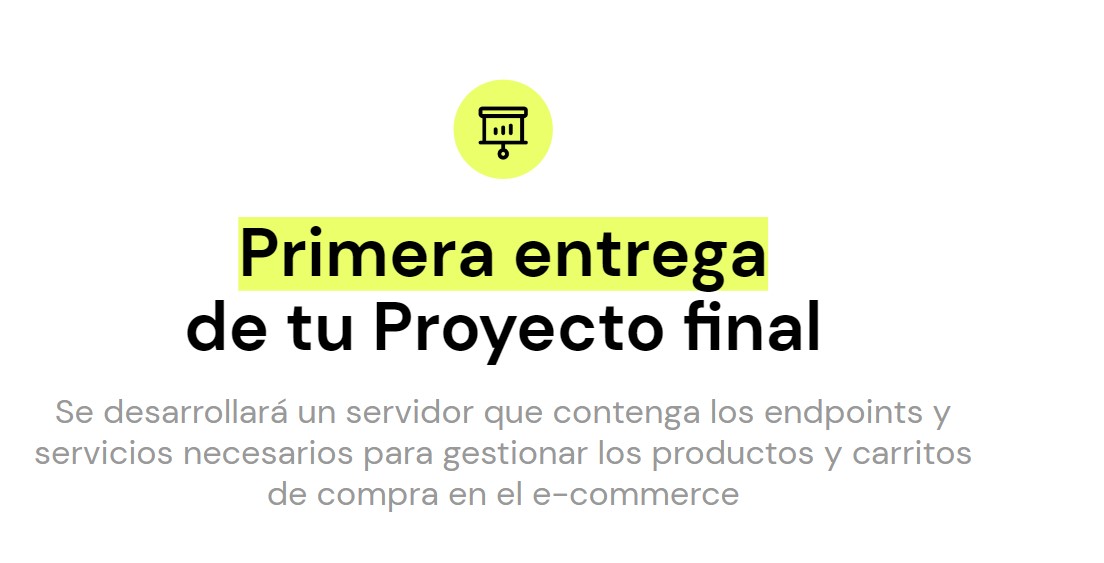 Primera entrega
de tu Proyecto final
Se desarrollará un servidor que contenga los endpoints y
servicios necesarios para gestionar los productos y carritos
de compra en el e-commerce